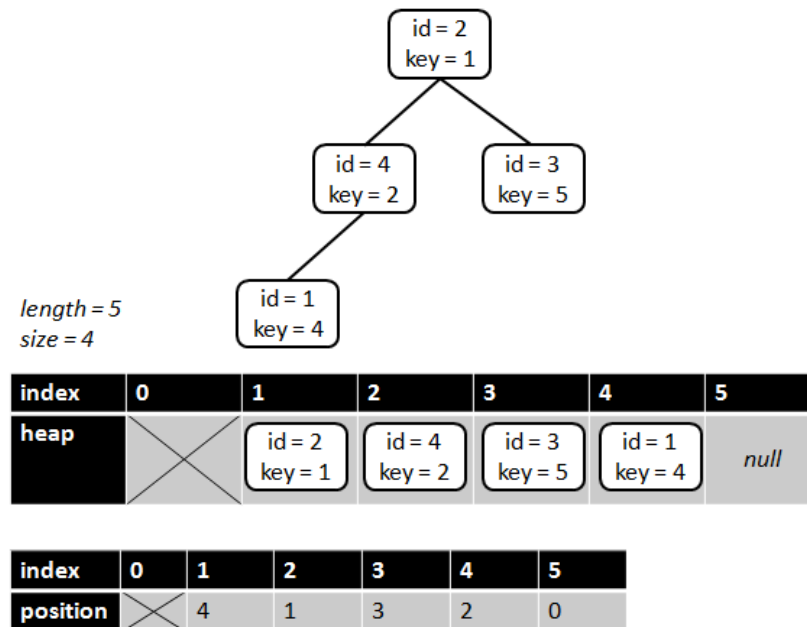 id = 2
key = 1
id = 4
key = 2
id = 3
key = 5
id = 1
key = 4
length = 5
size = 4
index 0 1 2 3 4 5
heap
id = 2
key = 1
id = 4
key = 2
id = 3
key = 5
id = 1
key = 4
null
index 0 1 2 3 4 5
position 4 1 3 2 0